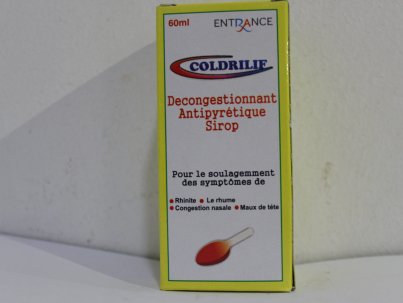 60ml ENTRANCE
COLDRILIF
Decongestionnant
Antipyrétique
Sirop
Pour le soulagemment
des symptômes de
• Rhinite • Le rhume
• Congestion nasale • Maux de tête